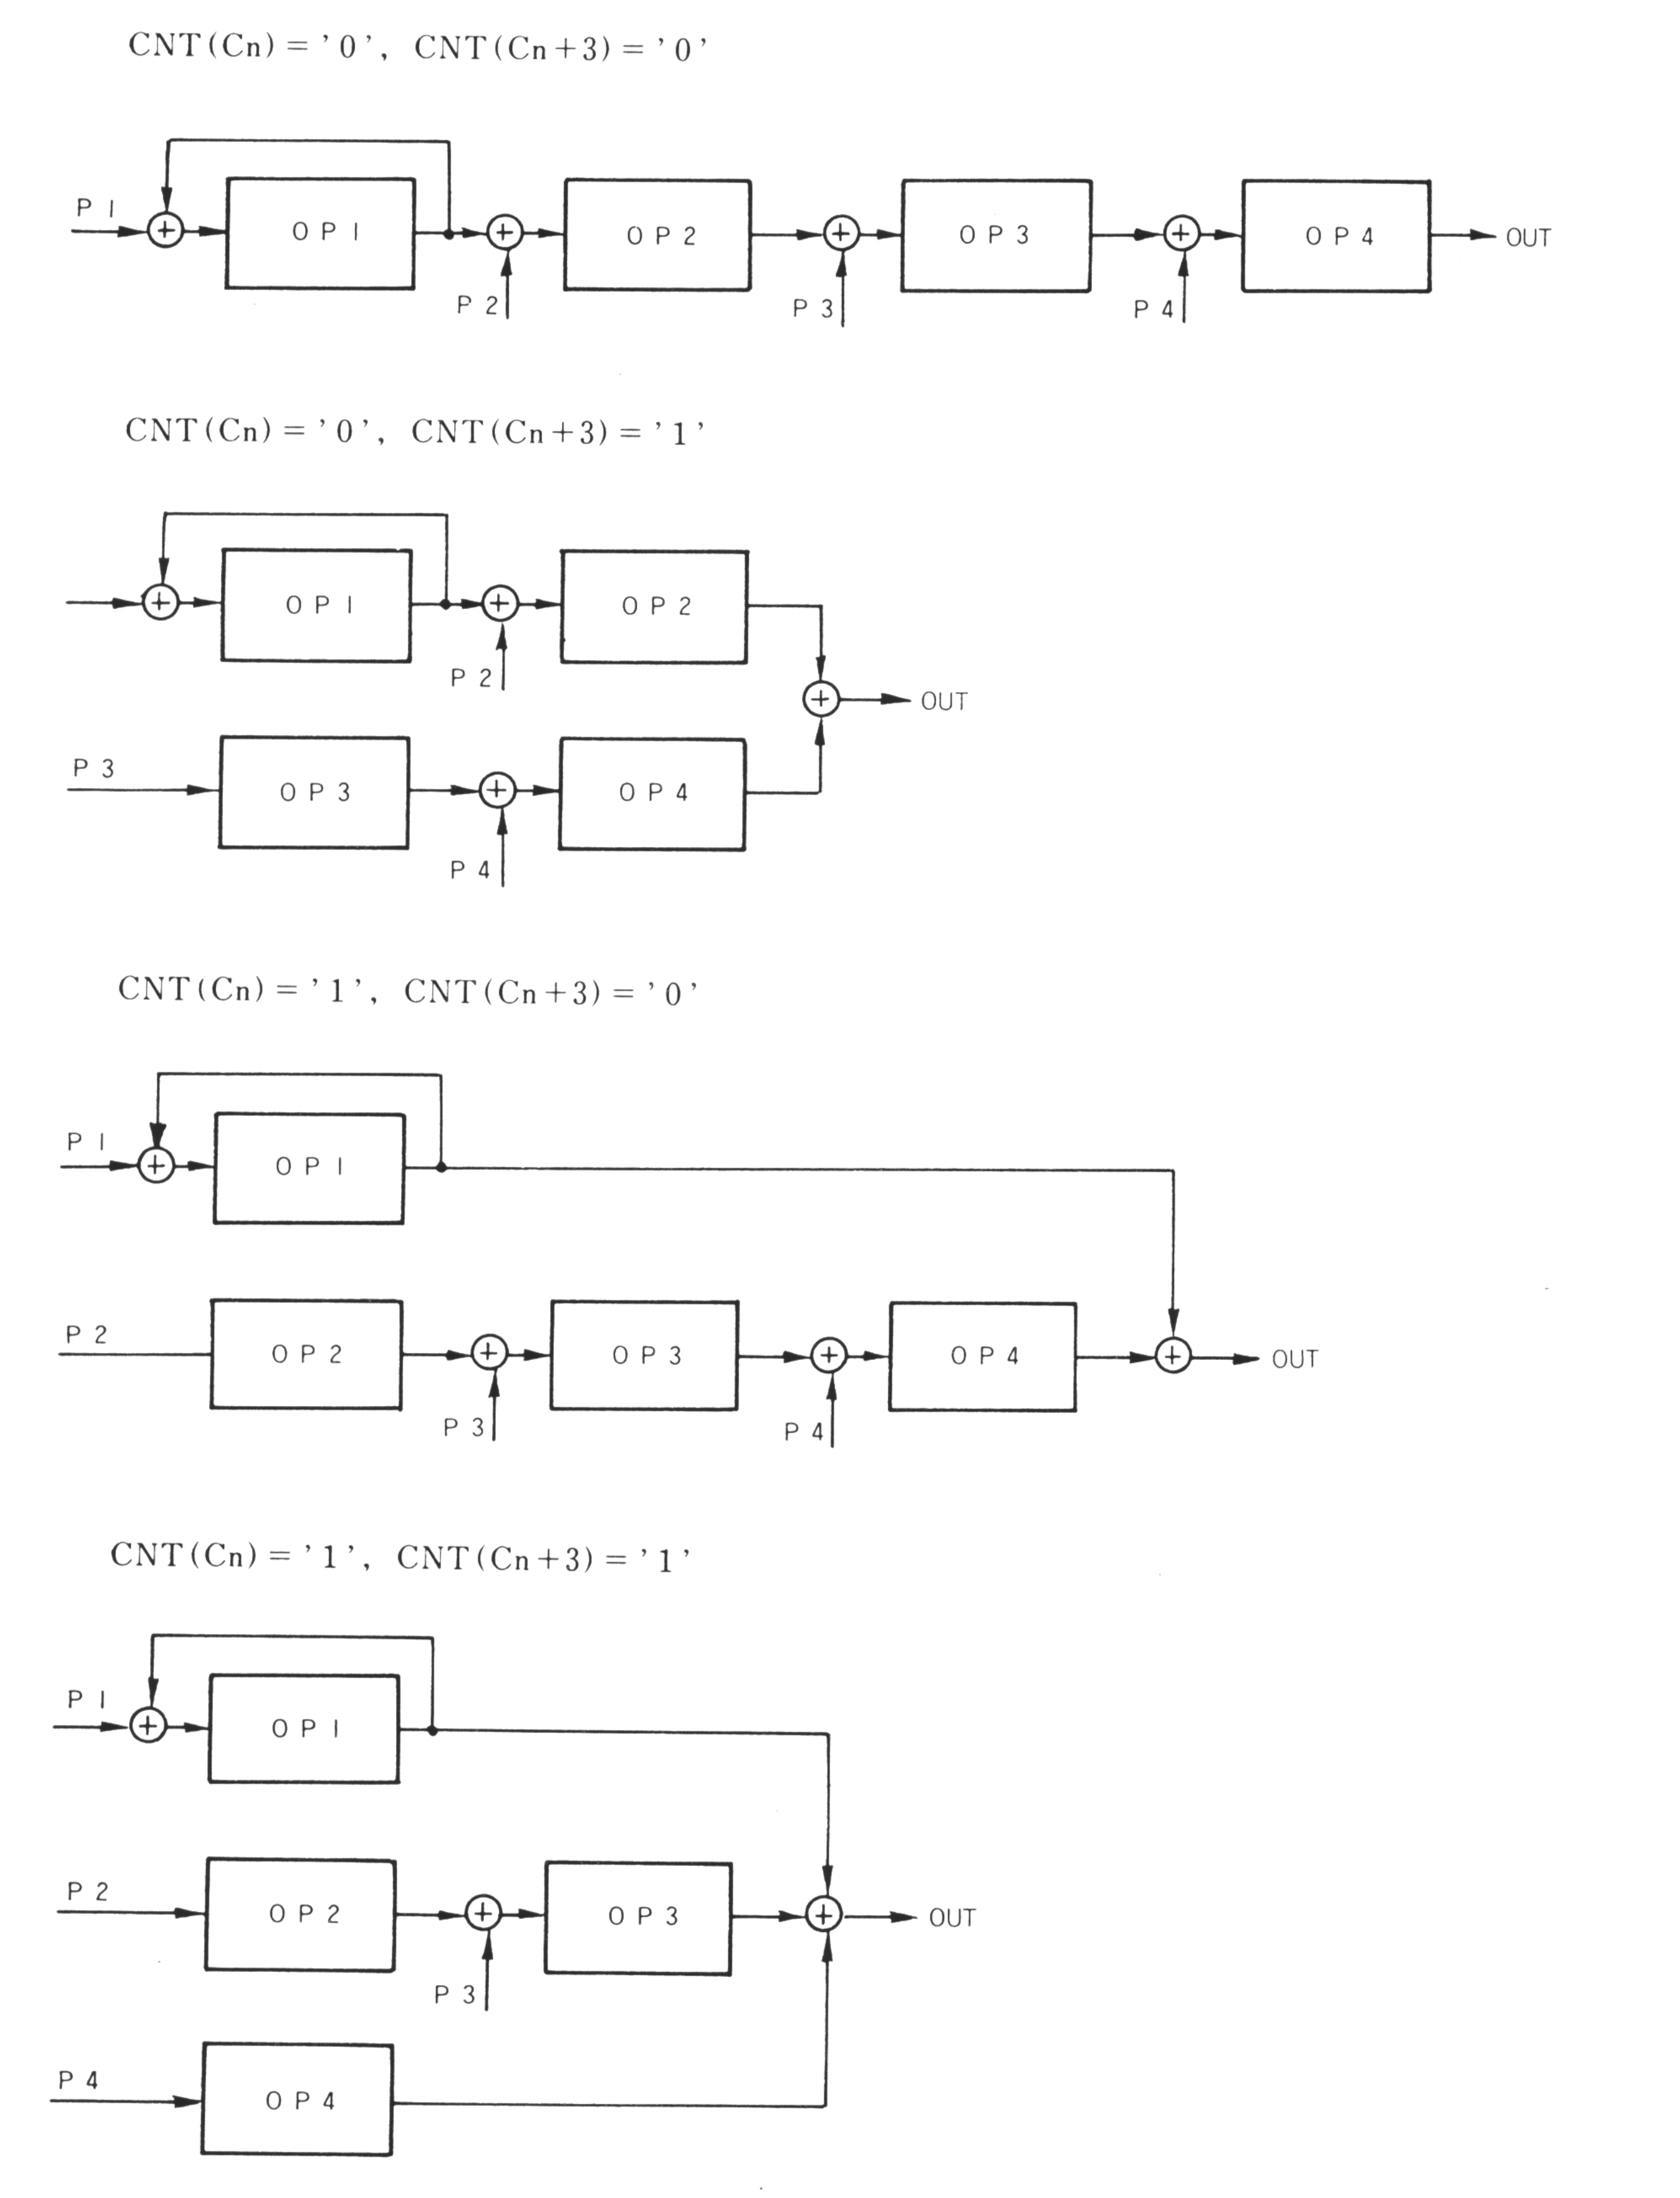 CNT(Cn)=’0’, CNT(Cn+3)=’0’
P1
OP1
P2
OP2
P3
OP3
P4
OP4
OUT
CNT(Cn)=’0’, CNT(Cn+3)=’1’
OP1
P2
OP2
OUT
P3
OP3
P4
OP4
CNT(Cn)=’1’, CNT(Cn+3)=’0’
P1
OP1
P2
OP2
P3
OP3
P4
OP4
OUT
CNT(Cn)=’1’, CNT(Cn+3)=’1’
P1
OP1
P2
OP2
P3
OP3
OUT
P4
OP4